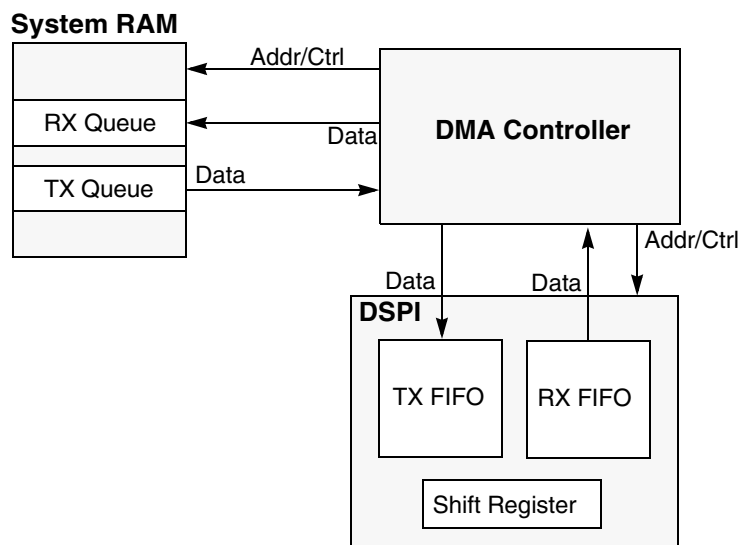 System RAM
Addr/Ctrl
RX Queue
Data
DMA Controller
TX Queue
Data
Addr/Ctrl
Data
Data
DSPI
TX FIFO
RX FIFO
Shift Register